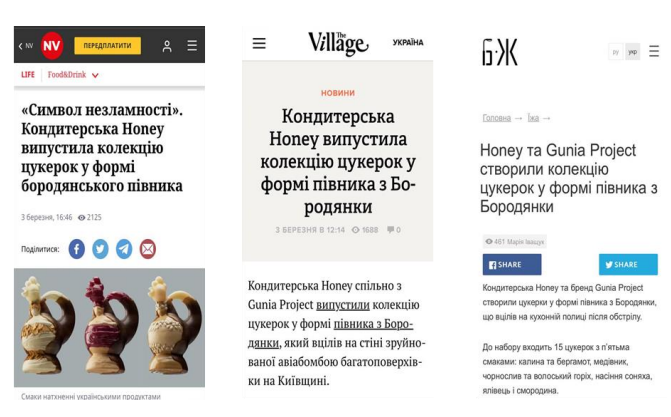 NV
NV
ПЕРЕДПЛАТИТИ
LIFE Food&Drink
«Символ незламності».
Кондитерська Honey
випустила колекцію
цукерок у формі
бородянського півника
3 березня, 16:46 2125
Поділитися:
Смаки натхненні українськими продуктами
The
Village
УКРАЇНА
НОВИНИ
Кондитерська
Honey випустила
колекцію цукерок у
формі півника з Бо-
родянки
3 БЕРЕЗНЯ В 12:14 1688 0
Кондитерська Honey спільно з
Gunia Project випустили колекцію
цукерок у формі півника з Боро-
дянки, який вцілів на стіні зруйно-
ваної авіабомбою багатоповерхів-
ки на Київщині.
БЖ
ру укр
Головна → Їжа →
Honey та Gunia Project
створили колекцію
цукерок у формі півника з
Бородянки
461 Марія Іващук
SHARE SHARE
Кондитерська Honey та бренд Gunia Project
створили цукерки у формі півника з Бородянки,
що вцілів на кухонній полиці після обстрілу.
До набору входить 15 цукерок з п'ятьма
смаками: калина та бергамот, медівник,
чорнослив та волоський горіх, насіння соняха,
ялівець і смородина.